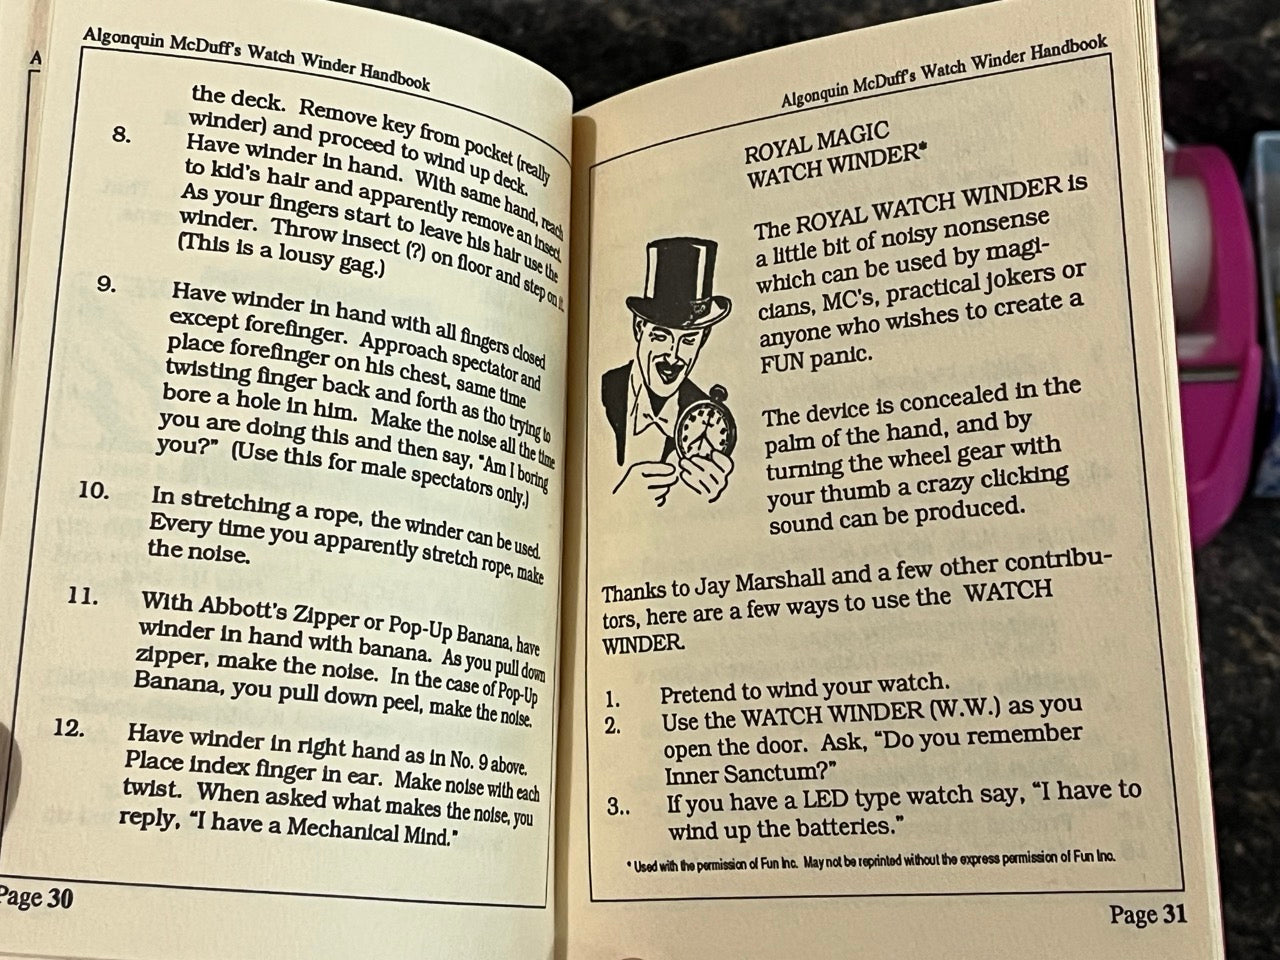 A
Algonquin McDuff's Watch Winder Handbook
the deck. Remove key from pocket (really
winder) and proceed to wind up deck.
8. Have winder in hand. With same hand, reach
to kid's hair and apparently remove an insect.
As your fingers start to leave his hair use the
winder. Throw insect (?) on floor and step on it.
(This is a lousy gag.)
9. Have winder in hand with all fingers closed
except forefinger. Approach spectator and
place forefinger on his chest, same time
twisting finger back and forth as tho trying to
bore a hole in him. Make the noise all the time
you are doing this and then say, "Am I boring
you?" (Use this for male spectators only.)
10. In stretching a rope, the winder can be used.
Every time you apparently stretch rope, make
the noise.
11. With Abbott's Zipper or Pop-Up Banana, have
winder in hand with banana. As you pull down
zipper, make the noise. In the case of Pop-Up
Banana, you pull down peel, make the noise.
12. Have winder in right hand as in No. 9 above.
Place index finger in ear. Make noise with each
twist. When asked what makes the noise, you
reply, "I have a Mechanical Mind."
Page 30
Algonquin McDuff's Watch Winder Handbook
ROYAL MAGIC
WATCH WINDER*
The ROYAL WATCH WINDER is
a little bit of noisy nonsense
which can be used by magi-
cians, MC's, practical jokers or
anyone who wishes to create a
FUN panic.
The device is concealed in the
palm of the hand, and by
turning the wheel gear with
your thumb a crazy clicking
sound can be produced.
Thanks to Jay Marshall and a few other contribu-
tors, here are a few ways to use the WATCH
WINDER.
1. Pretend to wind your watch.
2. Use the WATCH WINDER (W.W.) as you
open the door. Ask, "Do you remember
Inner Sanctum?"
3.. If you have a LED type watch say, "I have to
wind up the batteries."
* Used with the permission of Fun Inc. May not be reprinted without the express permission of Fun Inc.
Page 31